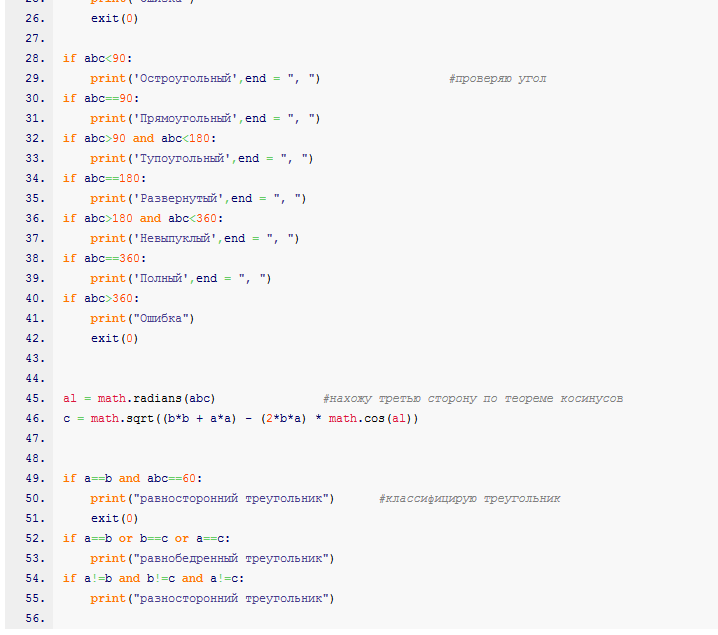 26. exit(0)
27.
28. if abc<90:
29. print('Остроугольный',end = ", ") #проверяю угол
30. if abc==90:
31. print('Прямоугольный',end = ", ")
32. if abc>90 and abc<180:
33. print('Тупоугольный',end = ", ")
34. if abc==180:
35. print('Развернутый',end = ", ")
36. if abc>180 and abc<360:
37. print('Невыпуклый',end = ", ")
38. if abc==360:
39. print('Полный',end = ", ")
40. if abc>360:
41. print("Ошибка")
42. exit(0)
43.
44.
45. al = math.radians(abc) #нахожу третью сторону по теореме косинусов
46. c = math.sqrt((b*b + a*a) - (2*b*a) * math.cos(al))
47.
48.
49. if a==b and abc==60:
50. print("равносторонний треугольник") #классифицирую треугольник
51. exit(0)
52. if a==b or b==c or a==c:
53. print("равнобедренный треугольник")
54. if a!=b and b!=c and a!=c:
55. print("разносторонний треугольник")
56.